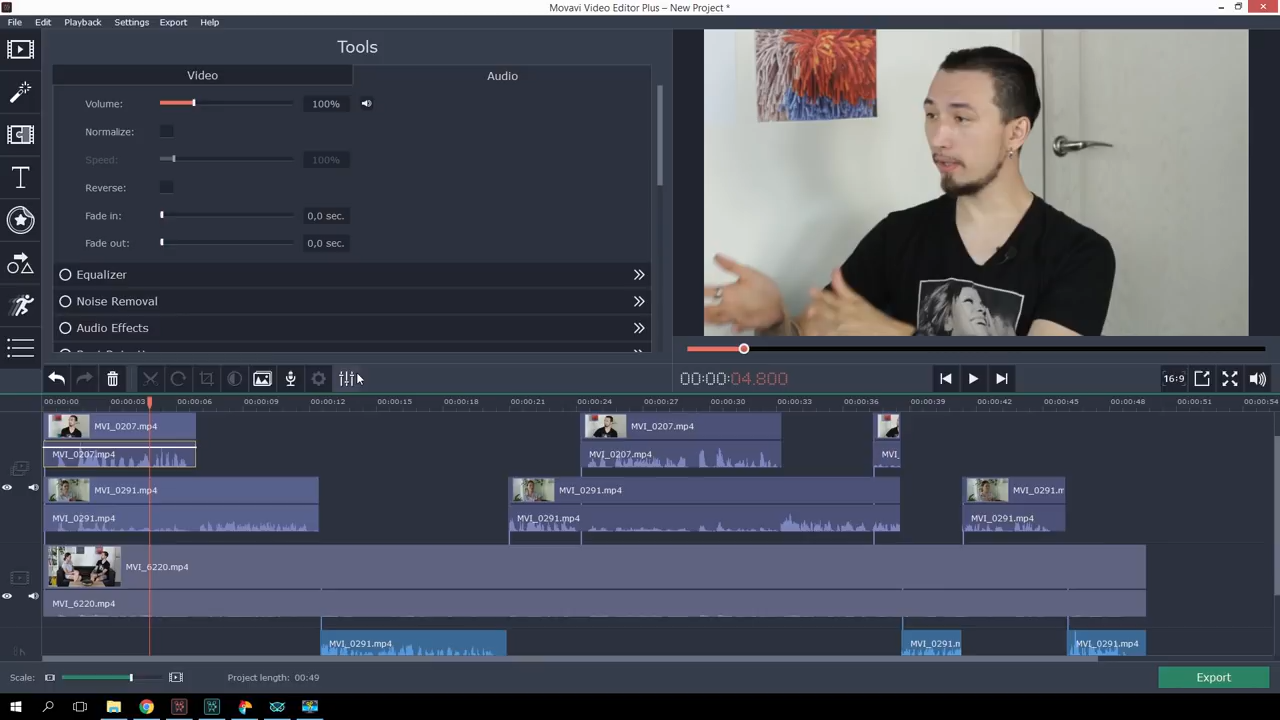 Movavi Video Editor Plus – New Project *
File Edit Playback Settings Export Help
Tools
Video Audio
Volume: 100%
Normalize:
Speed: 100%
Reverse:
Fade in: 0,0 sec.
Fade out: 0,0 sec.
Equalizer
Noise Removal
Audio Effects
00:00:04.800
16:9
00:00:00 00:00:03 00:00:06 00:00:09 00:00:12 00:00:15 00:00:18 00:00:21 00:00:24 00:00:27 00:00:30 00:00:33 00:00:36 00:00:39 00:00:42 00:00:45 00:00:48 00:00:51 00:00:54
MVI_0207.mp4 MVI_0207.mp4
MVI_0207.mp4 MVI_0207.mp4 MVI_
MVI_0291.mp4 MVI_0291.mp4 MVI_0291.m
MVI_0291.mp4 MVI_0291.mp4 MVI_0291.mp4
MVI_6220.mp4
MVI_6220.mp4
MVI_0291.mp4 MVI_0291.n MVI_0291.mp4
Scale: Project length: 00:49 Export